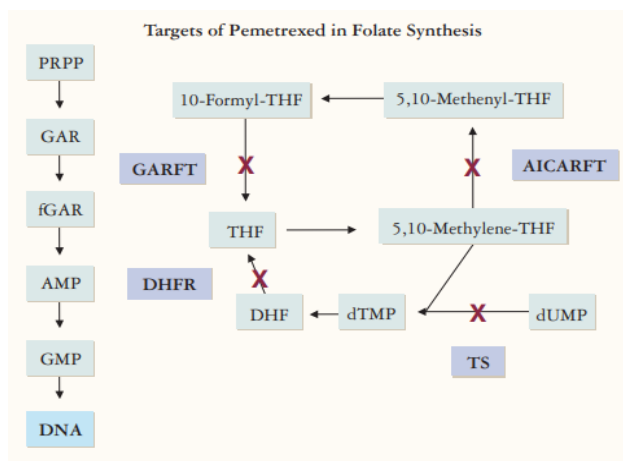 Targets of Pemetrexed in Folate Synthesis
PRPP
GAR
fGAR
AMP
GMP
DNA
10-Formyl-THF
5,10-Methenyl-THF
GARFT
X
X
AICARFT
THF
5,10-Methylene-THF
DHFR
X
DHF
dTMP
X
dUMP
TS